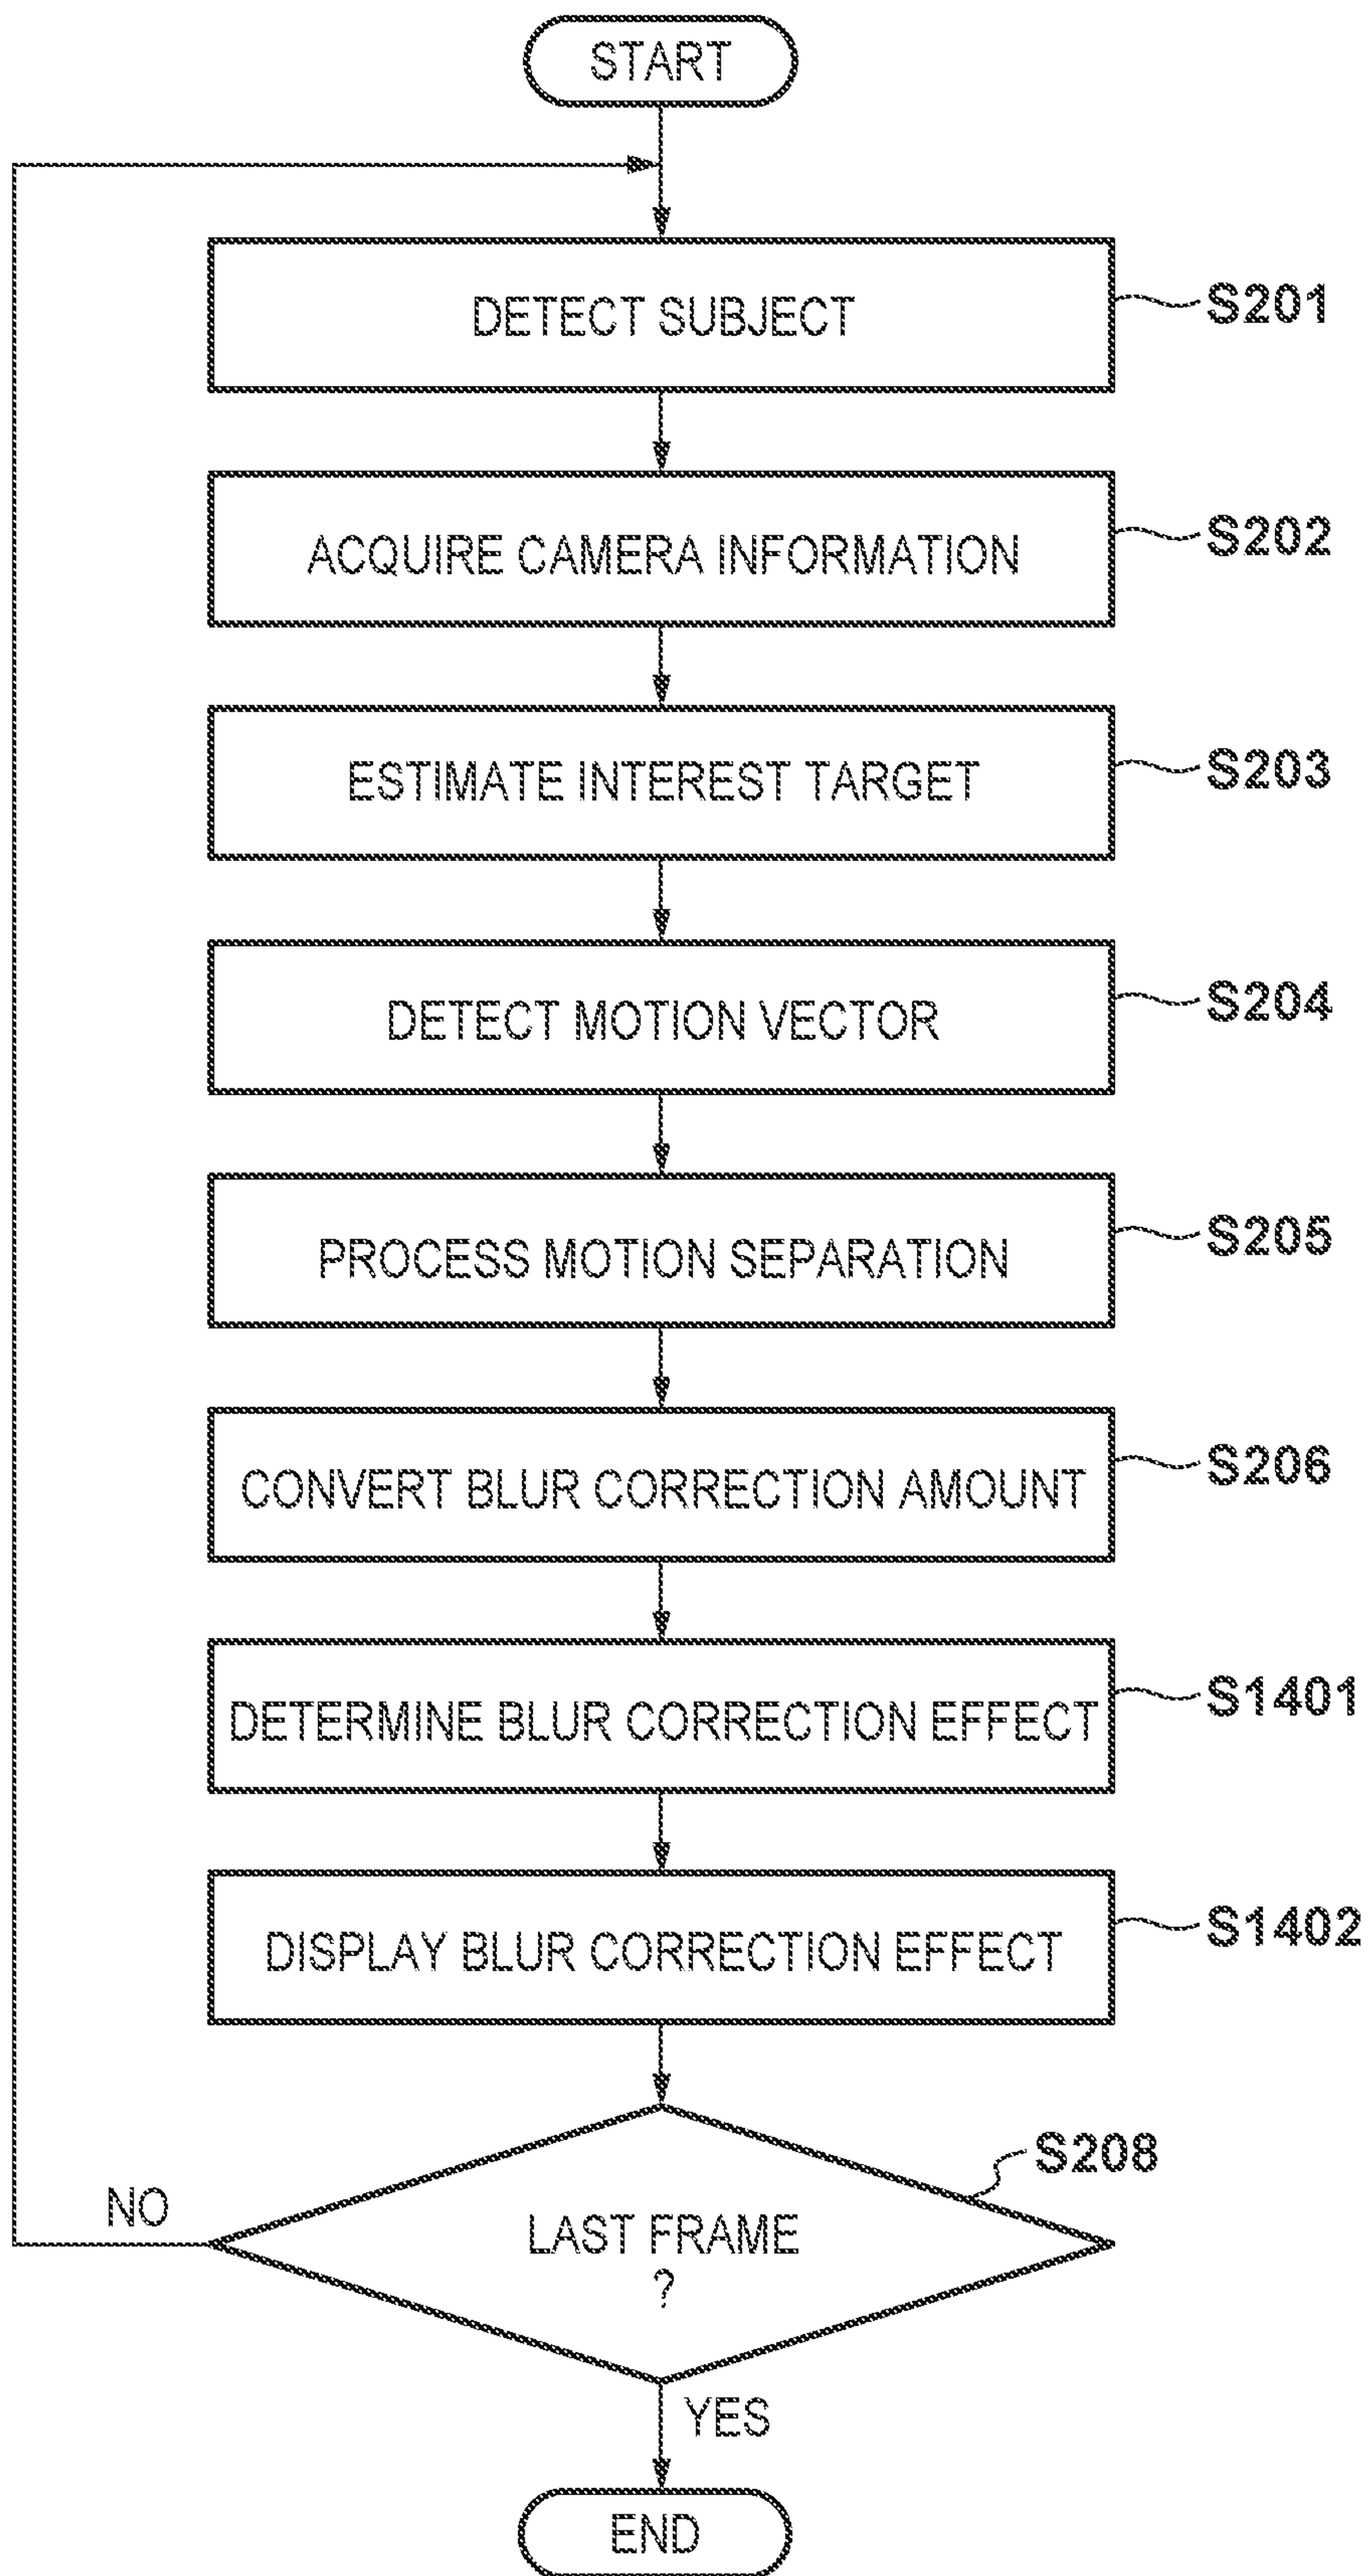 START
DETECT SUBJECT
S201
ACQUIRE CAMERA INFORMATION
S202
ESTIMATE INTEREST TARGET
S203
DETECT MOTION VECTOR
S204
PROCESS MOTION SEPARATION
S205
CONVERT BLUR CORRECTION AMOUNT
S206
DETERMINE BLUR CORRECTION EFFECT
S1401
DISPLAY BLUR CORRECTION EFFECT
S1402
S208
NO
LAST FRAME
?
YES
END